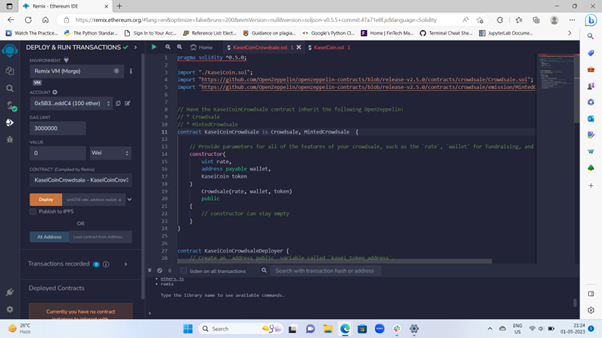 Remix - Ethereum IDE
https://remix.ethereum.org/#lang=en&optimize=false&runs=200&evmVersion=null&version=soljson-v0.5.5+commit.47a71e8f.js&language=Solidity
Watch The Practice...
The Python Standar...
Sign In to Your Acc...
Referencing - Harv...
Guidance on plagia...
Google's Python Cl...
Home | FinTech Ma...
Terminal Cheat She...
JupyterLab Docume...
DEPLOY & RUN TRANSACTIONS
ENVIRONMENT
Remix VM (Merge)
VM
ACCOUNT
0x5B3...eddC4 (100 ether)
GAS LIMIT
3000000
VALUE
0
Wei
CONTRACT (Compiled by Remix)
KaseiCoinCrowdsale - KaseiCoinCrow
Deploy
Publish to IPFS
OR
At Address
Load contract from Address
Transactions recorded 0
Deployed Contracts
Currently you have no contract
instances to interact with.
Home
KaseiCoinCrowdsale.sol 1
KaseiCoin.sol 1
1 pragma solidity ^0.5.0;
2
3 import "./KaseiCoin.sol";
4 import "https://github.com/OpenZeppelin/openzeppelin-contracts/blob/release-v2.5.0/contracts/crowdsale/Crowdsale.sol";
5 import "https://github.com/OpenZeppelin/openzeppelin-contracts/blob/release-v2.5.0/contracts/crowdsale/emission/MintedC
6
7
8 // Have the KaseiCoinCrowdsale contract inherit the following OpenZeppelin:
9 // * Crowdsale
10 // * MintedCrowdsale
11 contract KaseiCoinCrowdsale is Crowdsale, MintedCrowdsale {
12
13 // Provide parameters for all of the features of your crowdsale, such as the `rate`, `wallet` for fundraising, and
14 constructor(
15 uint rate,
16 address payable wallet,
17 KaseiCoin token
18 )
19 Crowdsale(rate, wallet, token)
20 public
21 {
22 // constructor can stay empty
23 }
24 }
25
26
27 contract KaseiCoinCrowdsaleDeployer {
28 // Create an `address public` variable called `kasei_token_address`.
0
listen on all transactions
Search with transaction hash or address
• ethers.js
• remix
Type the library name to see available commands.
26°C
Haze
Search
ENG
US
21:24
01-05-2023